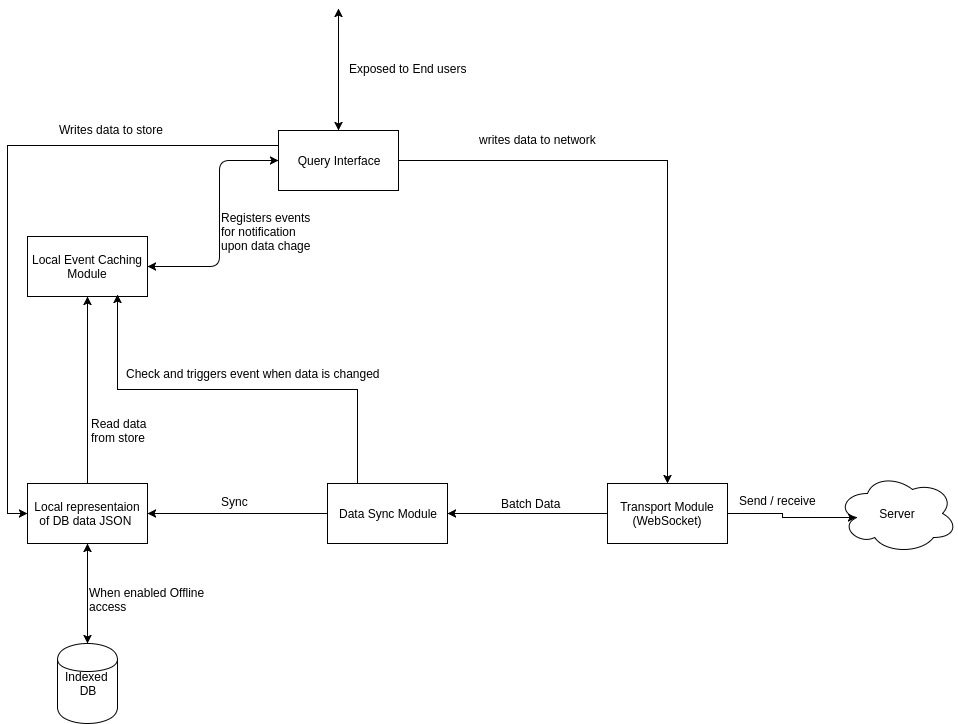 Exposed to End users
Writes data to store
writes data to network
Query Interface
Registers events
for notification
upon data chage
Local Event Caching
Module
Check and triggers event when data is changed
Read data
from store
Local representaion
of DB data JSON
Sync
Data Sync Module
Batch Data
Transport Module
(WebSocket)
Send / receive
Server
When enabled Offline
access
Indexed
DB